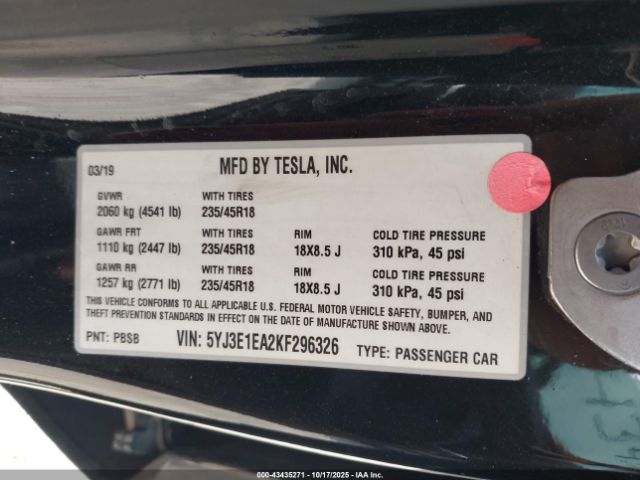 03/19 MFD BY TESLA, INC.
GVWR WITH TIRES
2060 kg (4541 lb) 235/45R18
GAWR FRT WITH TIRES RIM COLD TIRE PRESSURE
1110 kg (2447 lb) 235/45R18 18X8.5 J 310 kPa, 45 psi
GAWR RR WITH TIRES RIM COLD TIRE PRESSURE
1257 kg (2771 lb) 235/45R18 18X8.5 J 310 kPa, 45 psi
THIS VEHICLE CONFORMS TO ALL APPLICABLE U.S. FEDERAL MOTOR VEHICLE SAFETY, BUMPER, AND
THEFT PREVENTION STANDARDS IN EFFECT ON THE DATE OF MANUFACTURE SHOWN ABOVE.
PNT: PBSB VIN: 5YJ3E1EA2KF296326 TYPE: PASSENGER CAR
000-43435271 - 10/17/2025 - IAAI.COM